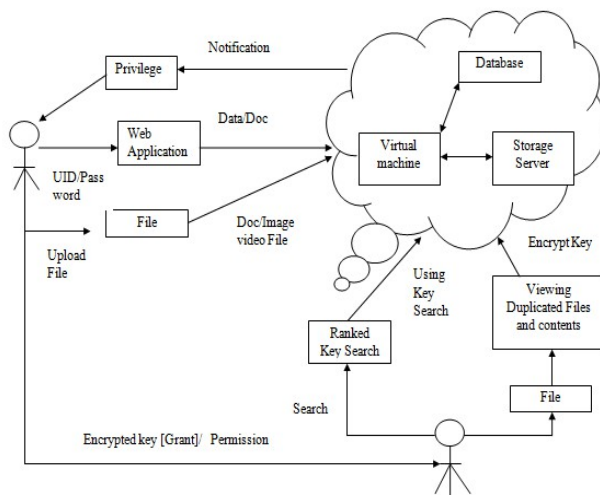 Notification
Database
Privilege
Data/Doc
Web
Application
Virtual
machine
Storage
Server
UID/Pass
word
File
Doc/Image
video File
Upload
File
Encrypt Key
Using
Key
Search
Viewing
Duplicated Files
and contents
Ranked
Key Search
File
Search
Encrypted key [Grant]/ Permission